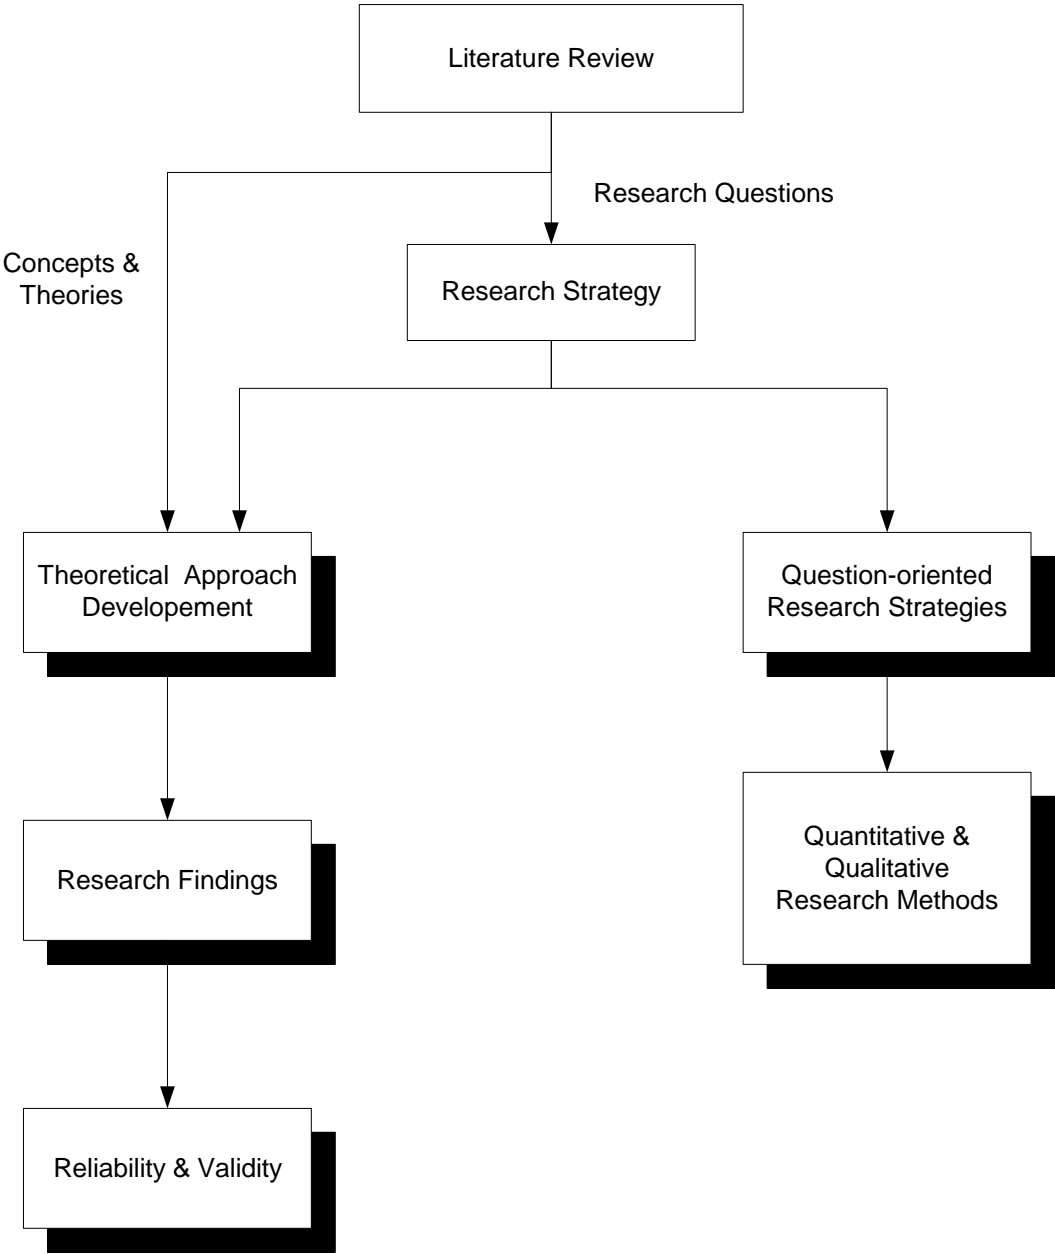 Literature Review
Research Questions
Concepts &
Theories
Research Strategy
Theoretical  Approach
Developement
Question-oriented
Research Strategies
Quantitative &
Qualitative
Research Methods
Research Findings
Reliability & Validity